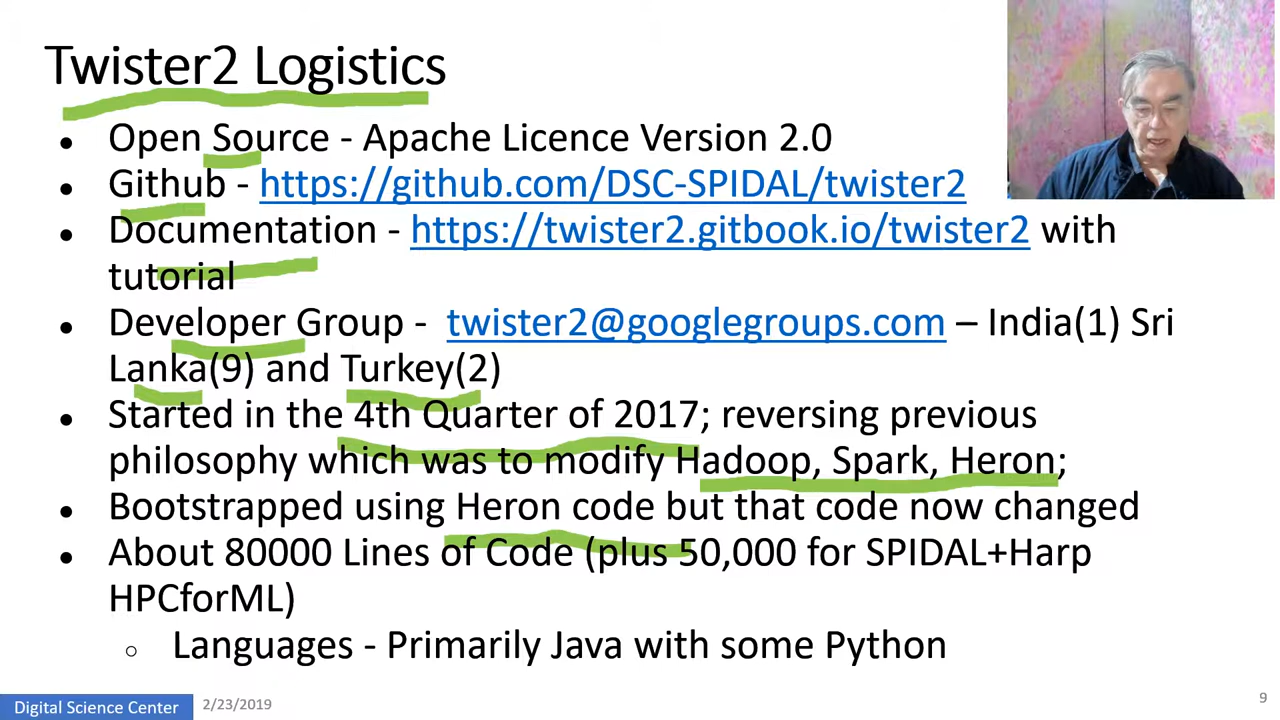 Twister2 Logistics
• Open Source - Apache Licence Version 2.0
• Github - https://github.com/DSC-SPIDAL/twister2
• Documentation - https://twister2.gitbook.io/twister2 with
tutorial
• Developer Group - twister2@googlegroups.com – India(1) Sri
Lanka(9) and Turkey(2)
• Started in the 4th Quarter of 2017; reversing previous
philosophy which was to modify Hadoop, Spark, Heron;
• Bootstrapped using Heron code but that code now changed
• About 80000 Lines of Code (plus 50,000 for SPIDAL+Harp
HPCforML)
○ Languages - Primarily Java with some Python
Digital Science Center 2/23/2019 9